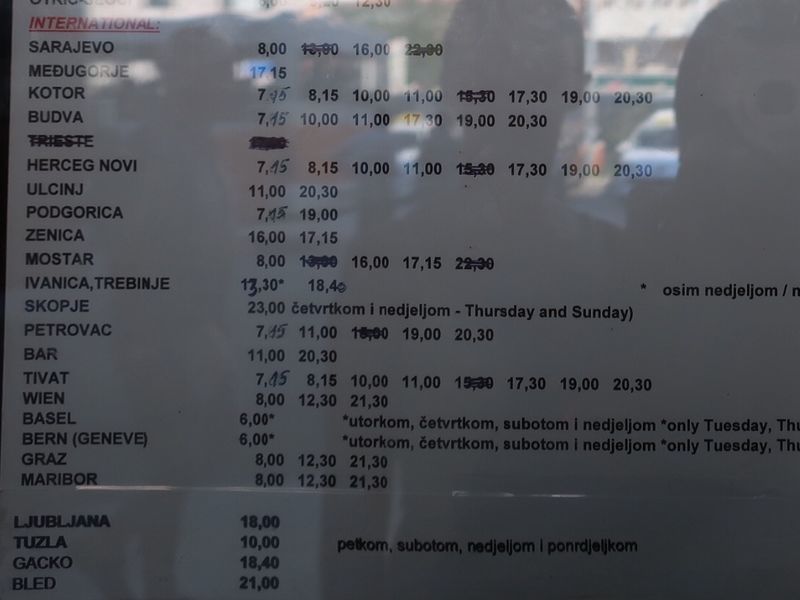 INTERNATIONAL:
SARAJEVO 8,00 13,00 16,00 22,00
MEĐUGORJE 17,15
KOTOR 7,15 8,15 10,00 11,00 15,30 17,30 19,00 20,30
BUDVA 7,15 10,00 11,00 17,30 19,00 20,30
TRIESTE
HERCEG NOVI 7,15 8,15 10,00 11,00 15,30 17,30 19,00 20,30
ULCINJ 11,00 20,30
PODGORICA 7,15 19,00
ZENICA 16,00 17,15
MOSTAR 8,00 13,00 16,00 17,15 22,30
IVANICA,TREBINJE 13,30* 18,40 * osim nedjeljom /
SKOPJE 23,00 četvrtkom i nedjeljom - Thursday and Sunday)
PETROVAC 7,15 11,00 19,00 20,30
BAR 11,00 20,30
TIVAT 7,15 8,15 10,00 11,00 15,30 17,30 19,00 20,30
WIEN 8,00 12,30 21,30
BASEL 6,00* *utorkom, četvrtkom, subotom i nedjeljom *only Tuesday, Thu
BERN (GENEVE) 6,00* *utorkom, četvrtkom, subotom i nedjeljom *only Tuesday, Thu
GRAZ 8,00 12,30 21,30
MARIBOR 8,00 12,30 21,30
LJUBLJANA 18,00
TUZLA 10,00 petkom, subotom, nedjeljom i ponrdjeljkom
GACKO 18,40
BLED 21,00